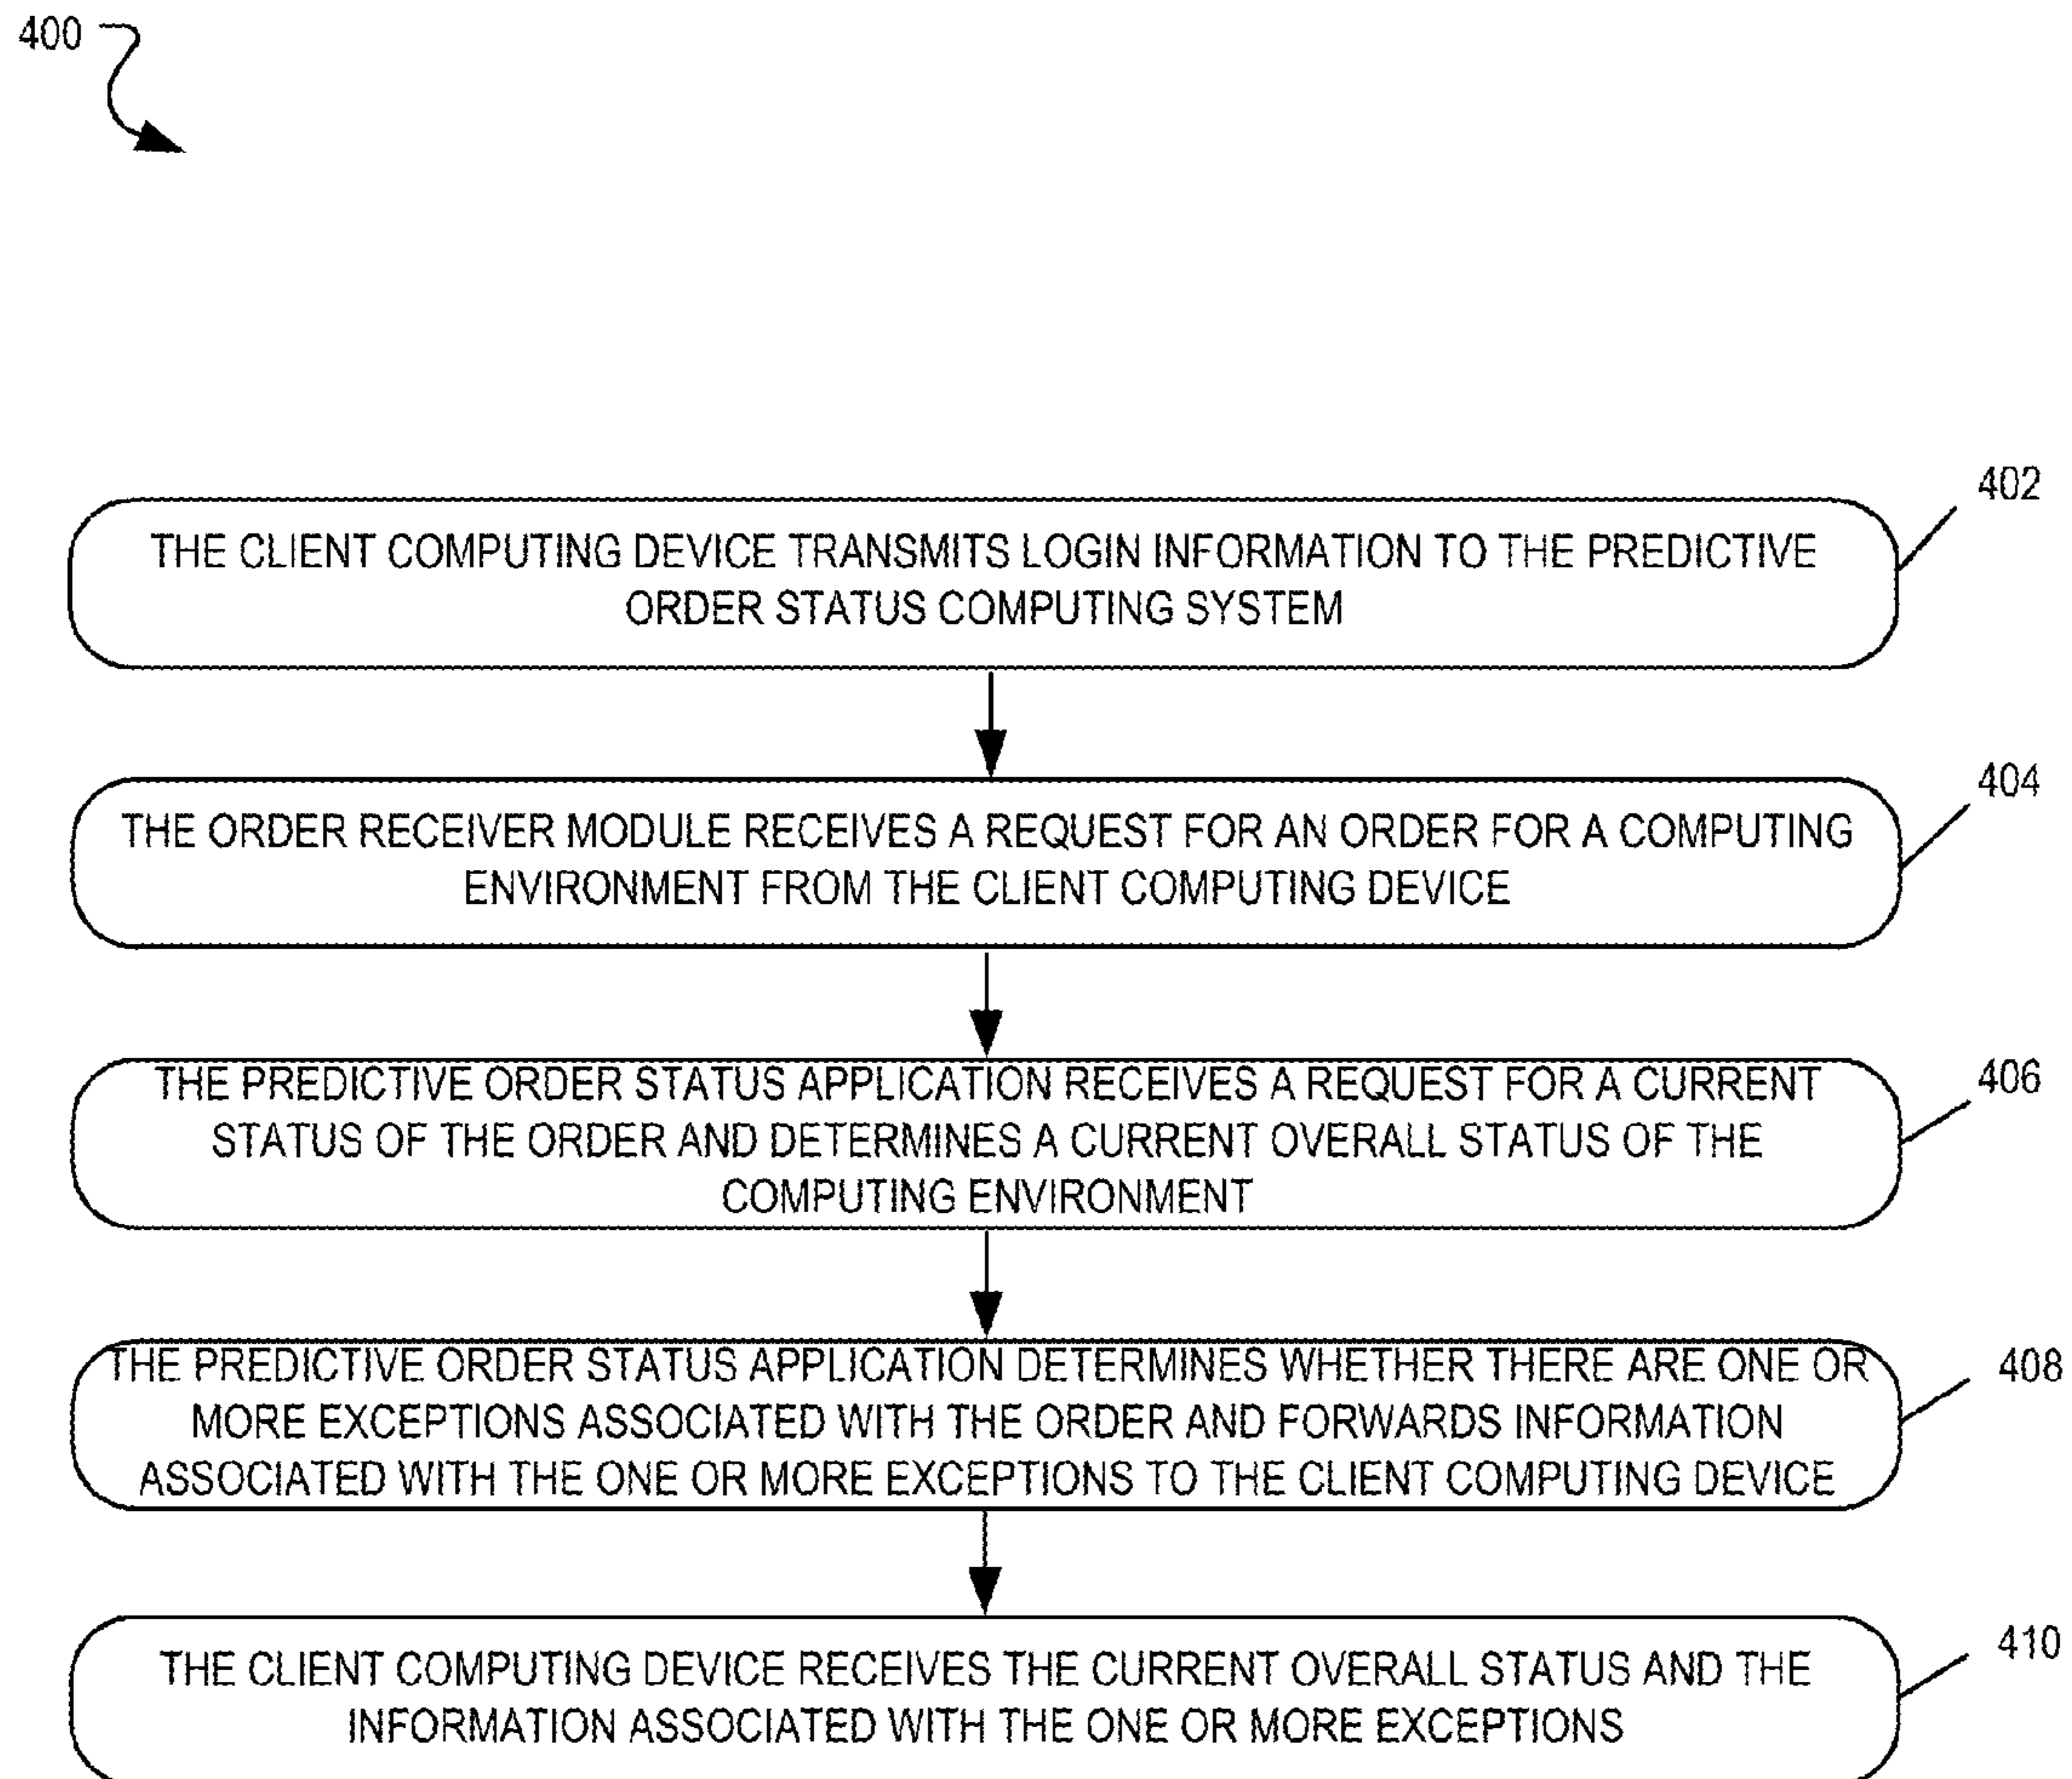 400
402
THE CLIENT COMPUTING DEVICE TRANSMITS LOGIN INFORMATION TO THE PREDICTIVE
ORDER STATUS COMPUTING SYSTEM
404
THE ORDER RECEIVER MODULE RECEIVES A REQUEST FOR AN ORDER FOR A COMPUTING
ENVIRONMENT FROM THE CLIENT COMPUTING DEVICE
406
THE PREDICTIVE ORDER STATUS APPLICATION RECEIVES A REQUEST FOR A CURRENT
STATUS OF THE ORDER AND DETERMINES A CURRENT OVERALL STATUS OF THE
COMPUTING ENVIRONMENT
408
THE PREDICTIVE ORDER STATUS APPLICATION DETERMINES WHETHER THERE ARE ONE OR
MORE EXCEPTIONS ASSOCIATED WITH THE ORDER AND FORWARDS INFORMATION
ASSOCIATED WITH THE ONE OR MORE EXCEPTIONS TO THE CLIENT COMPUTING DEVICE
410
THE CLIENT COMPUTING DEVICE RECEIVES THE CURRENT OVERALL STATUS AND THE
INFORMATION ASSOCIATED WITH THE ONE OR MORE EXCEPTIONS